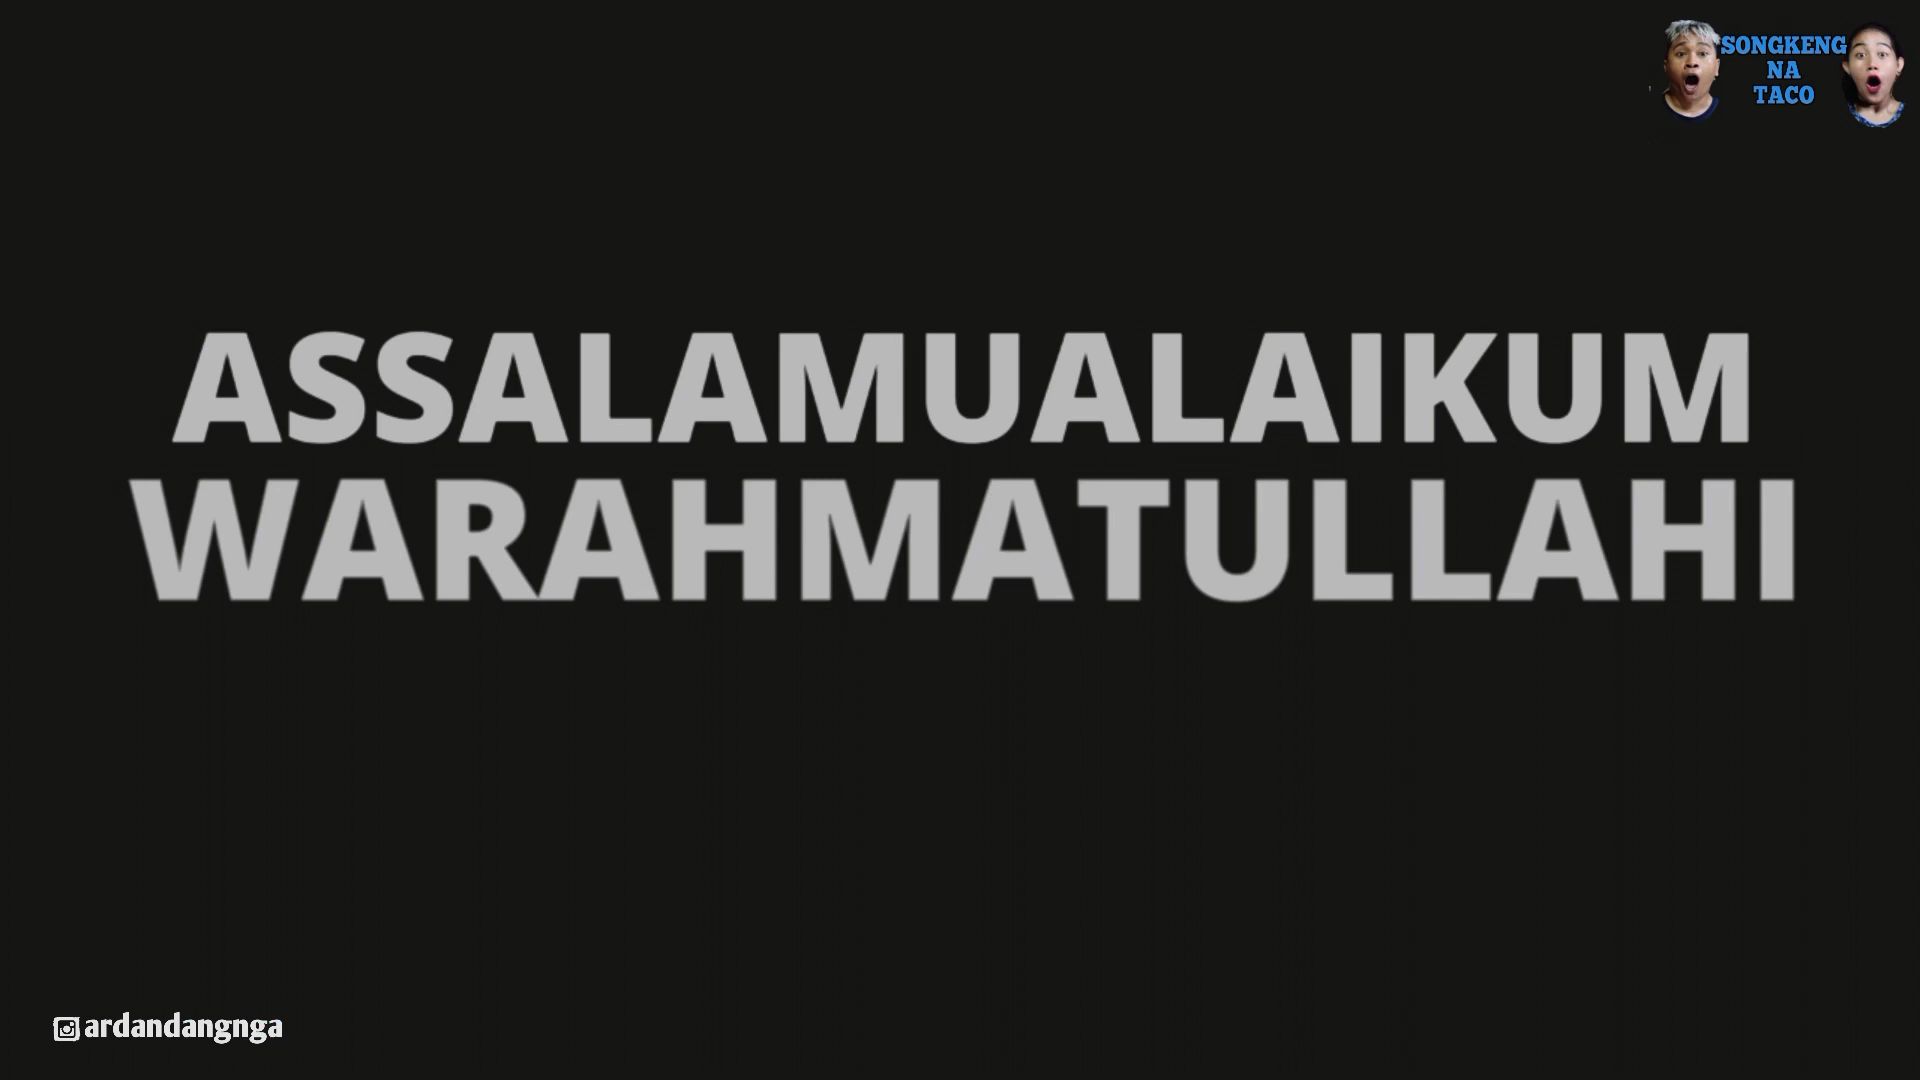 SONGKENG
NA
TACO
ASSALAMUALAIKUM
WARAHMATULLAHI
ardandangnga